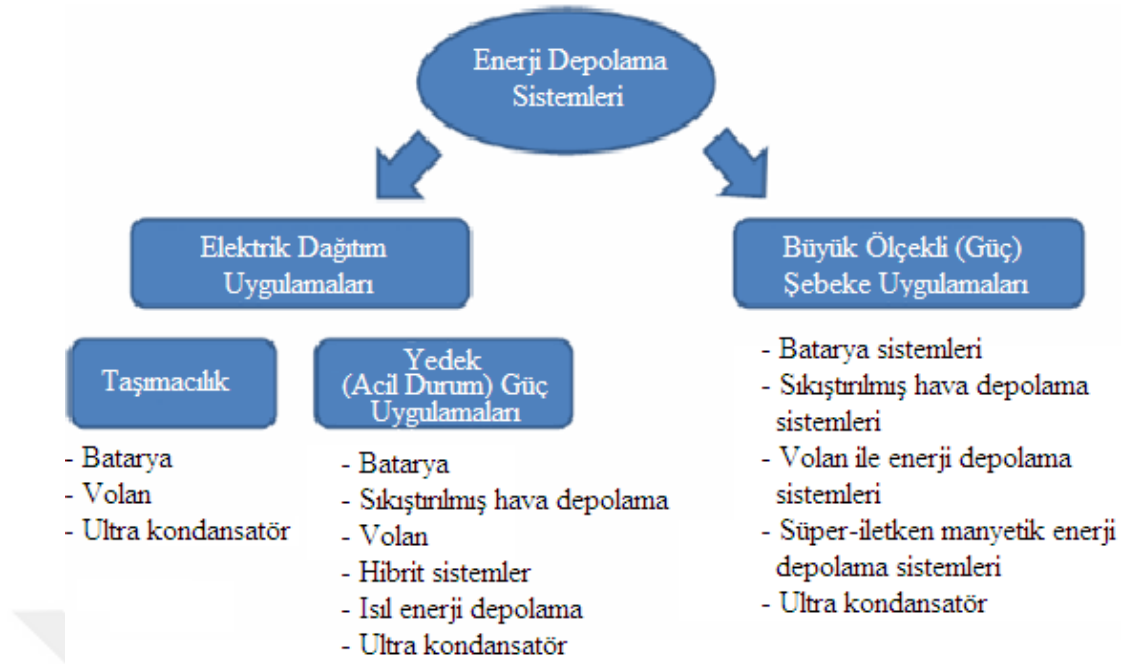 Enerji Depolama
Sistemleri
Elektrik Dağıtım
Uygulamaları
Taşımacılık
- Batarya
- Volan
- Ultra kondansatör
Yedek
(Acil Durum) Güç
Uygulamaları
- Batarya
- Sıkıştırılmış hava depolama
- Volan
- Hibrit sistemler
- Isıl enerji depolama
- Ultra kondansatör
Büyük Ölçekli (Güç)
Şebeke Uygulamaları
- Batarya sistemleri
- Sıkıştırılmış hava depolama
sistemleri
- Volan ile enerji depolama
sistemleri
- Süper-iletken manyetik enerji
depolama sistemleri
- Ultra kondansatör